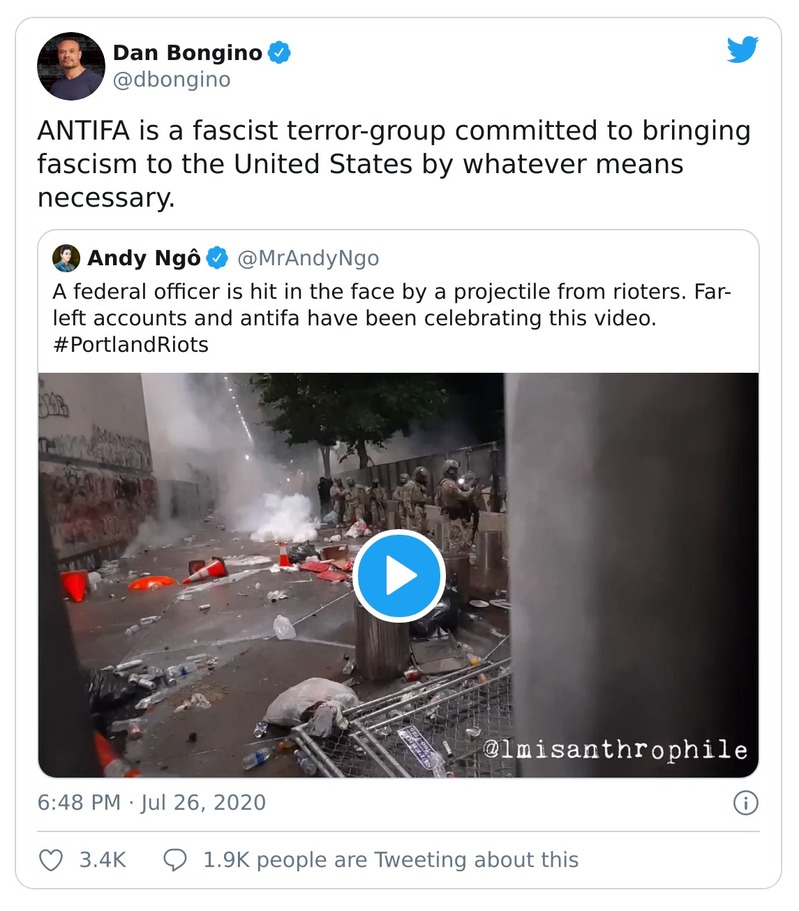 Dan Bongino
@dbongino
ANTIFA is a fascist terror-group committed to bringing
fascism to the United States by whatever means
necessary.
Andy Ngô @MrAndyNgo
A federal officer is hit in the face by a projectile from rioters. Far-
left accounts and antifa have been celebrating this video.
#PortlandRiots
@lmisanthrophile
6:48 PM · Jul 26, 2020
3.4K 1.9K people are Tweeting about this